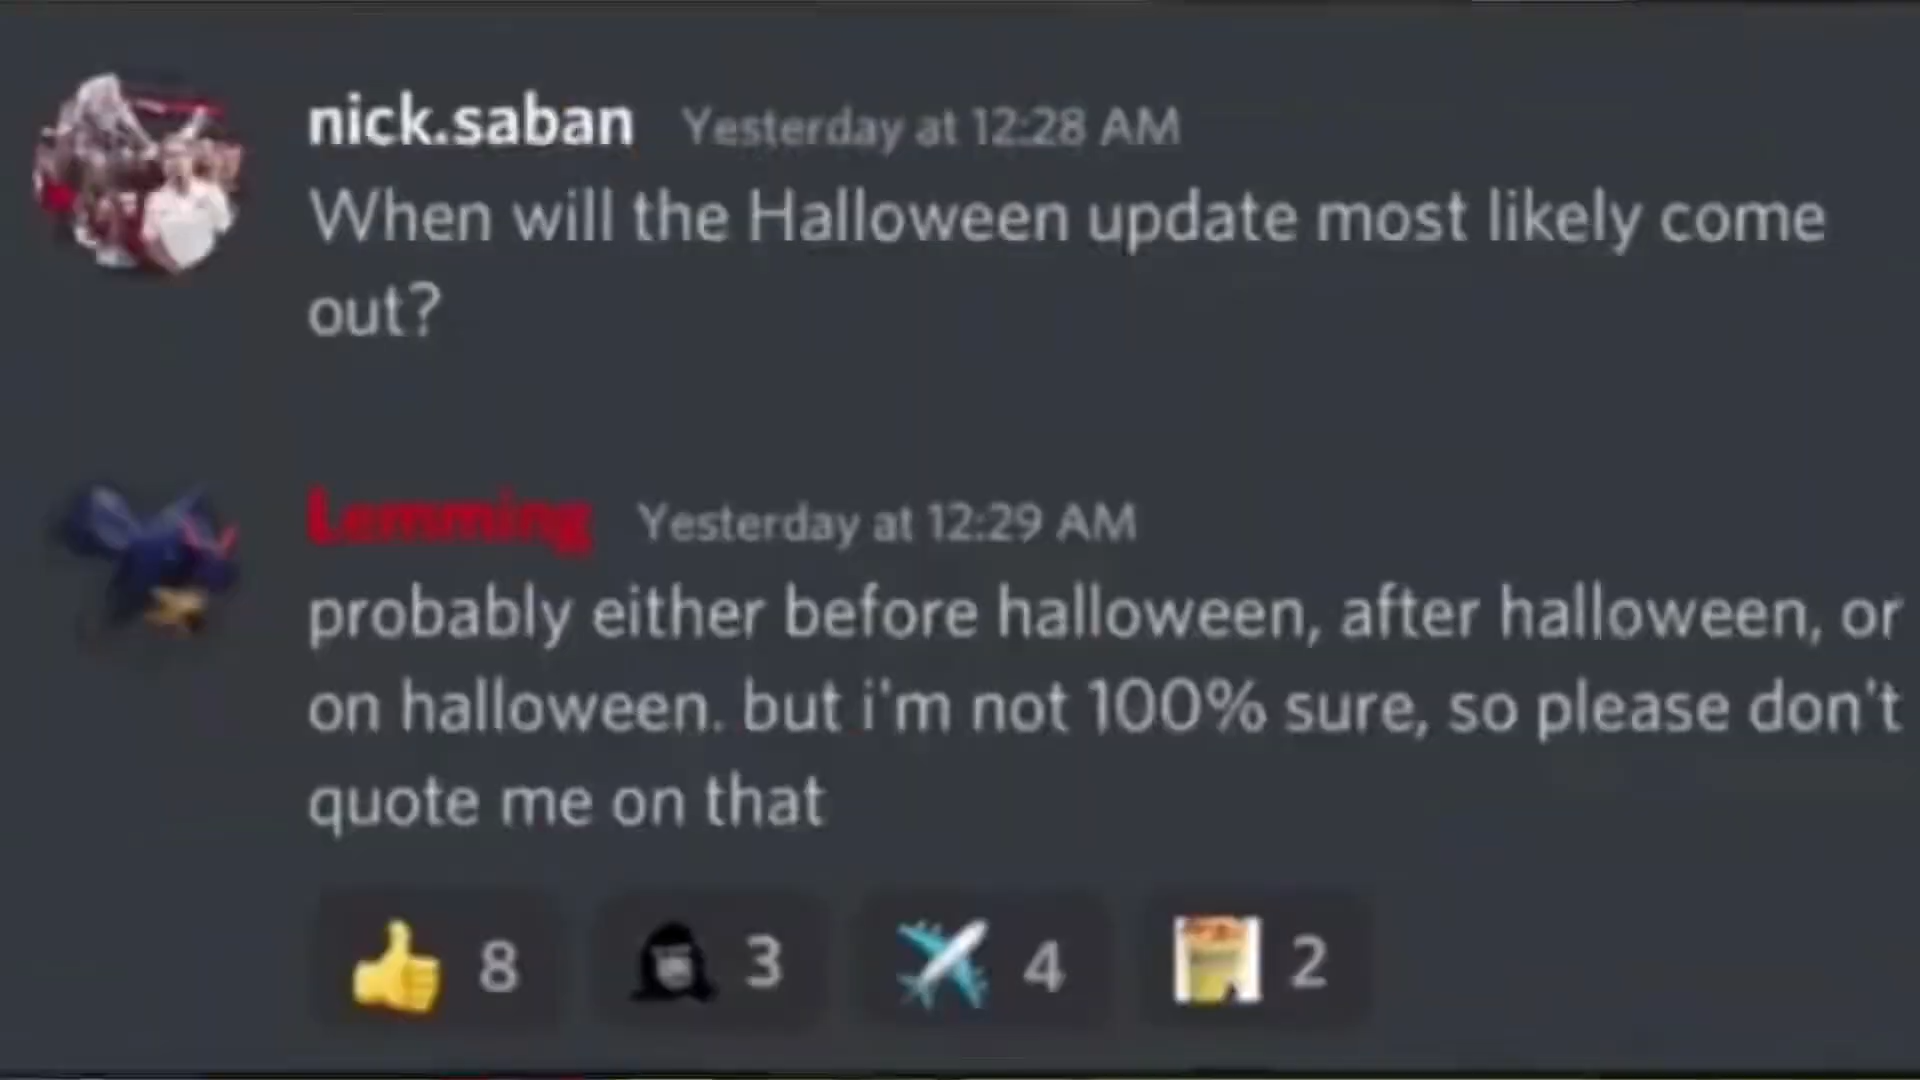 nick.saban Yesterday at 12:28 AM
When will the Halloween update most likely come
out?
Lemming Yesterday at 12:29 AM
probably either before halloween, after halloween, or
on halloween. but i'm not 100% sure, so please don't
quote me on that
8 3 4 2